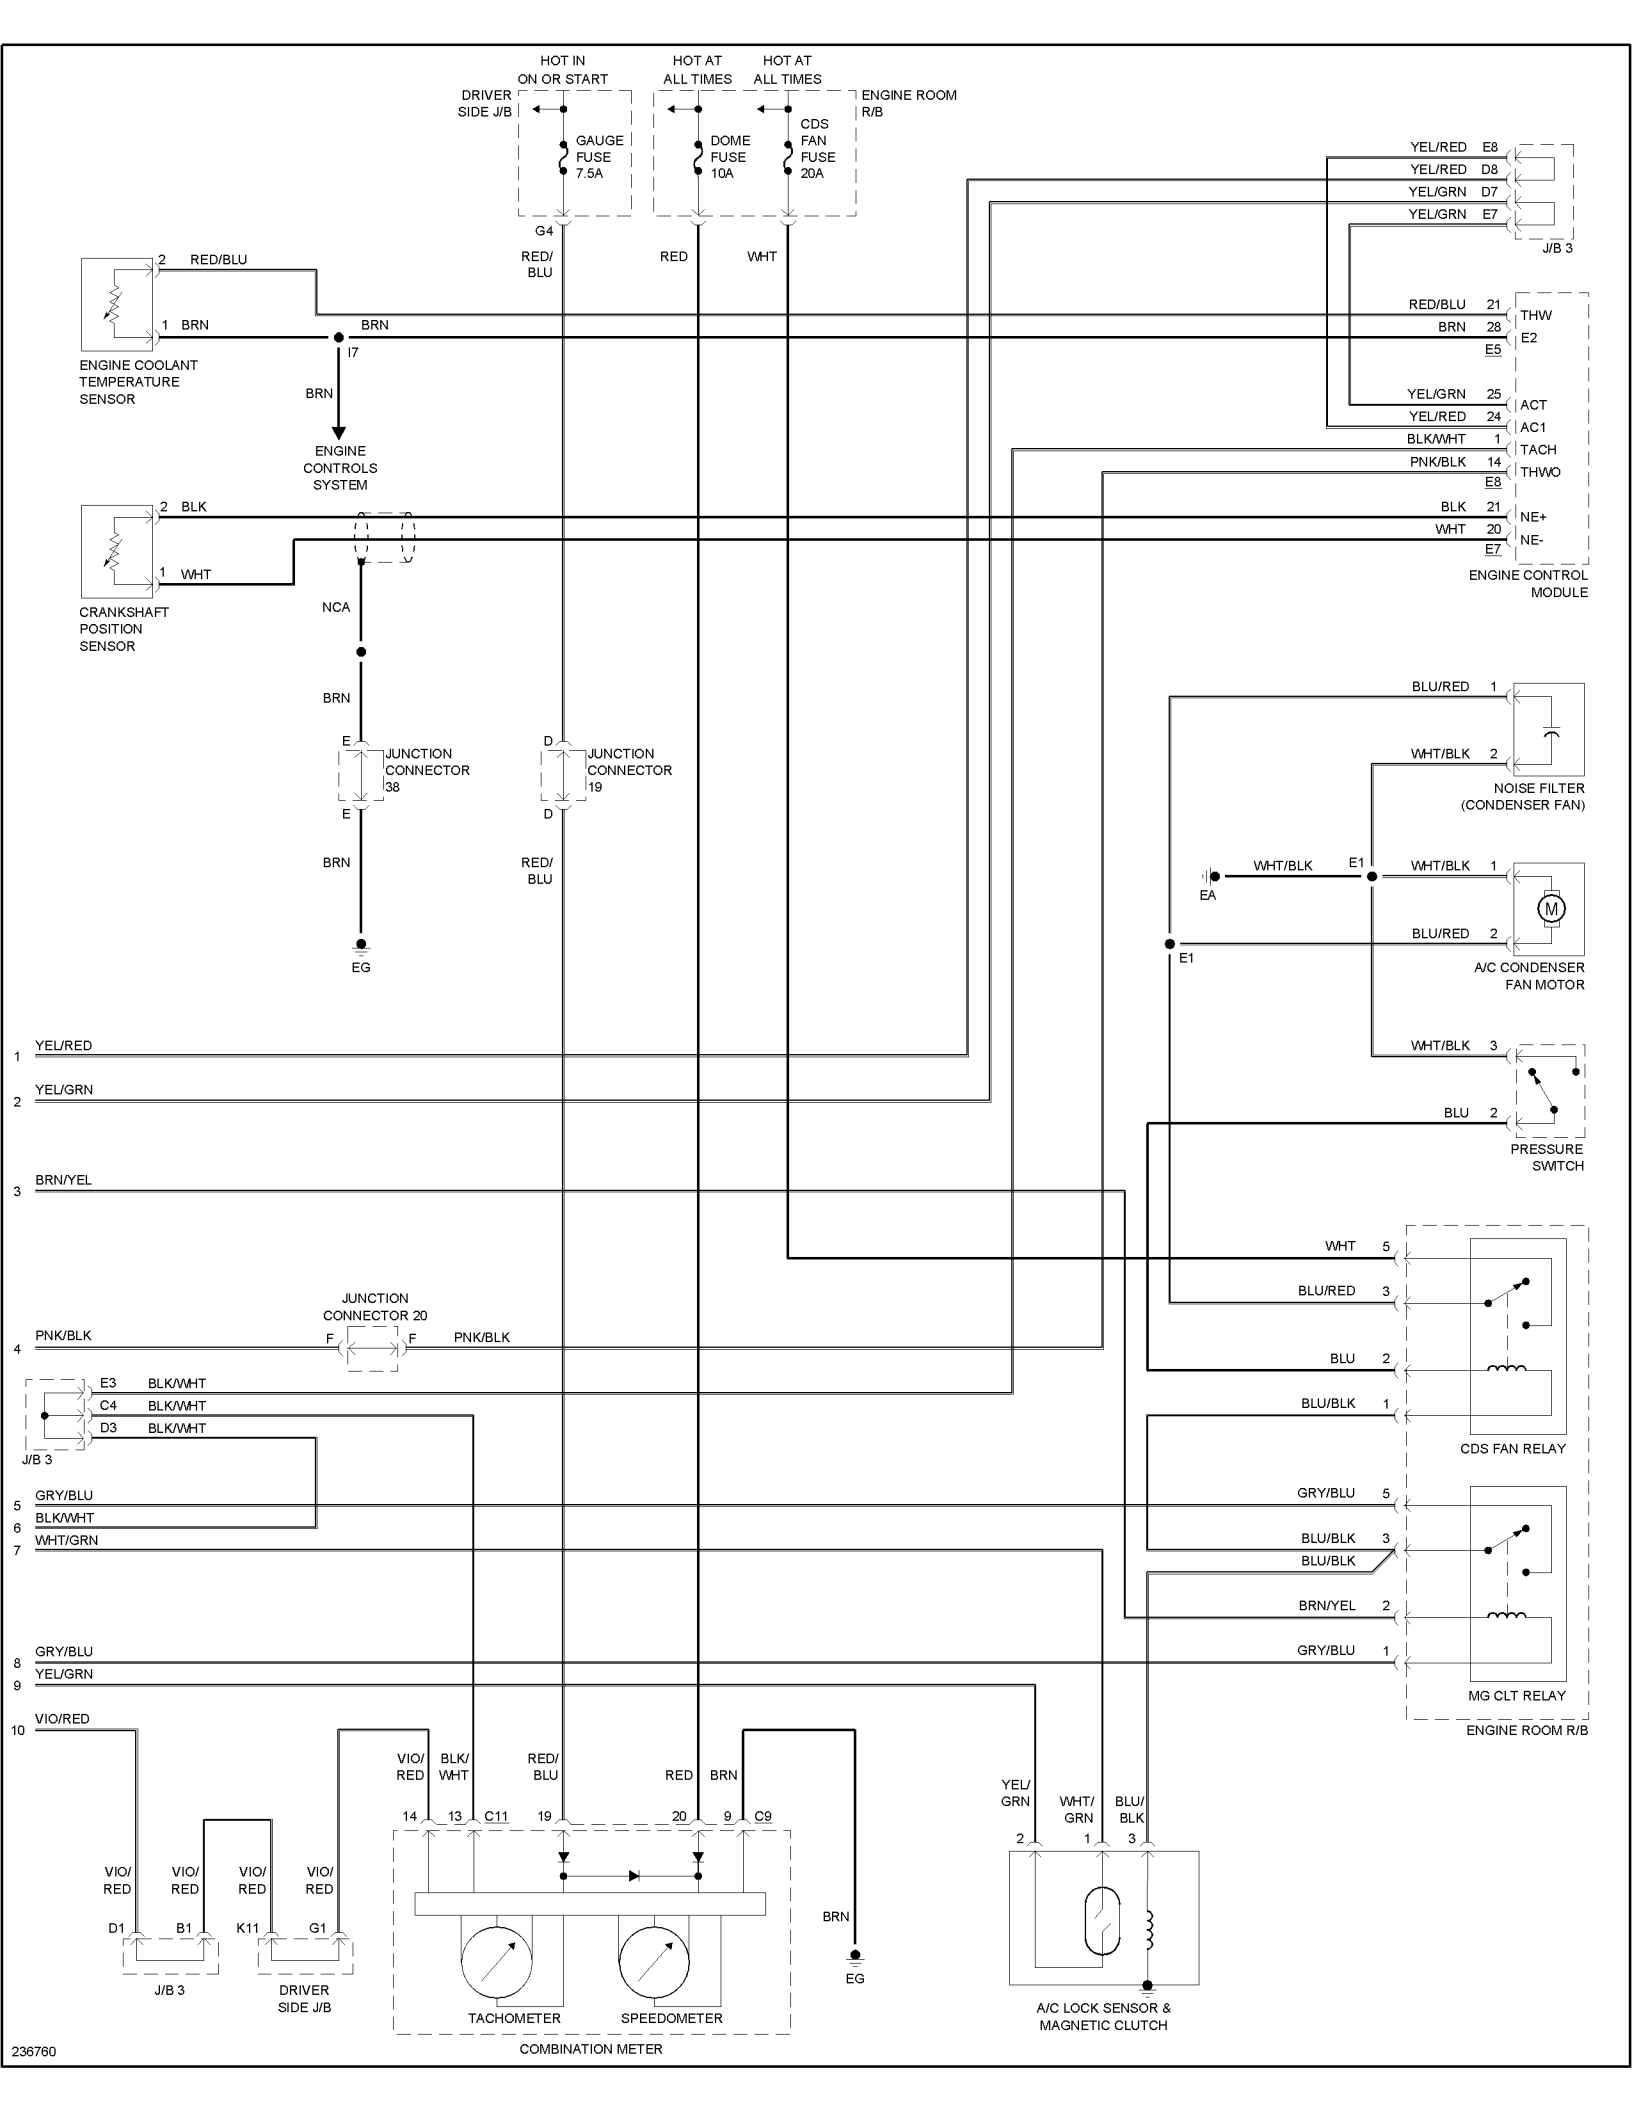 HOT IN
ON OR START
HOT AT
ALL TIMES
HOT AT
ALL TIMES
DRIVER
SIDE J/B
ENGINE ROOM
R/B
GAUGE
FUSE
7.5A
DOME
FUSE
10A
CDS
FAN
FUSE
20A
G4
RED/
BLU
RED
WHT
YEL/RED E8
YEL/RED D8
YEL/GRN D7
YEL/GRN E7
J/B 3
2 RED/BLU
1 BRN
BRN
I7
BRN
ENGINE COOLANT
TEMPERATURE
SENSOR
ENGINE
CONTROLS
SYSTEM
RED/BLU 21 THW
BRN 28 E2
E5
YEL/GRN 25 ACT
YEL/RED 24 AC1
BLK/WHT 1 TACH
PNK/BLK 14 THWO
E8
BLK 21 NE+
WHT 20 NE-
E7
ENGINE CONTROL
MODULE
2 BLK
1 WHT
CRANKSHAFT
POSITION
SENSOR
NCA
BRN
E
JUNCTION
CONNECTOR
38
E
BRN
EG
D
JUNCTION
CONNECTOR
19
D
RED/
BLU
BLU/RED 1
WHT/BLK 2
NOISE FILTER
(CONDENSER FAN)
EA
WHT/BLK
E1
WHT/BLK 1
M
BLU/RED 2
E1
A/C CONDENSER
FAN MOTOR
WHT/BLK 3
BLU 2
PRESSURE
SWITCH
1 YEL/RED
2 YEL/GRN
3 BRN/YEL
WHT 5
BLU/RED 3
BLU 2
BLU/BLK 1
CDS FAN RELAY
JUNCTION
CONNECTOR 20
4 PNK/BLK F F PNK/BLK
E3 BLK/WHT
C4 BLK/WHT
D3 BLK/WHT
J/B 3
5 GRY/BLU
6 BLK/WHT
7 WHT/GRN
GRY/BLU 5
BLU/BLK 3
BLU/BLK
BRN/YEL 2
GRY/BLU 1
MG CLT RELAY
ENGINE ROOM R/B
8 GRY/BLU
9 YEL/GRN
10 VIO/RED
VIO/
RED
BLK/
WHT
RED/
BLU
RED
BRN
14 13 C11 19 20 9 C9
YEL/
GRN
WHT/
GRN
BLU/
BLK
2 1 3
VIO/
RED
VIO/
RED
VIO/
RED
VIO/
RED
D1 B1 K11 G1
J/B 3
DRIVER
SIDE J/B
BRN
EG
TACHOMETER
SPEEDOMETER
COMBINATION METER
A/C LOCK SENSOR &
MAGNETIC CLUTCH
236760